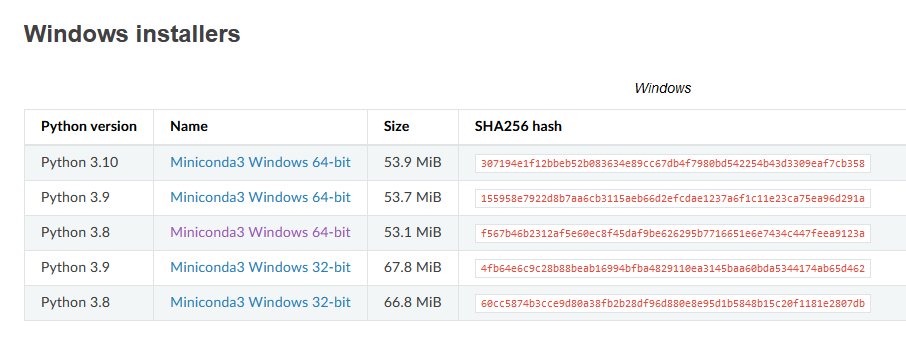 Windows installers
Windows
Python version Name Size SHA256 hash
Python 3.10 Miniconda3 Windows 64-bit 53.9 MiB 307194e1f12bbeb52b083634e89cc67db4f7980bd542254b43d3309eaf7cb358
Python 3.9 Miniconda3 Windows 64-bit 53.7 MiB 155958e7922d8b7aa6cb3115aeb66d2efcdae1237a6f1c11e23ca75ea96d291a
Python 3.8 Miniconda3 Windows 64-bit 53.1 MiB f567b46b2312af5e60ec8f45daf9be626295b7716651e6e7434c447feea9123a
Python 3.9 Miniconda3 Windows 32-bit 67.8 MiB 4fb64e6c9c28b88beab16994bfba4829110ea3145baa60bda5344174ab65d462
Python 3.8 Miniconda3 Windows 32-bit 66.8 MiB 60cc5874b3cce9d80a38fb2b28df96d880e8e95d1b5848b15c20f1181e2807db